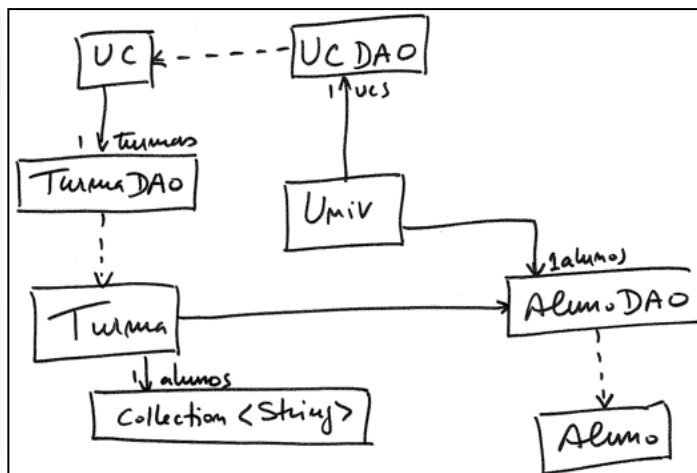 UC
UCDAO
1 ucs
1 turmas
TurmaDAO
Univ
1 alunos
AlunoDAO
Turma
1 alunos
Collection <String>
Aluno